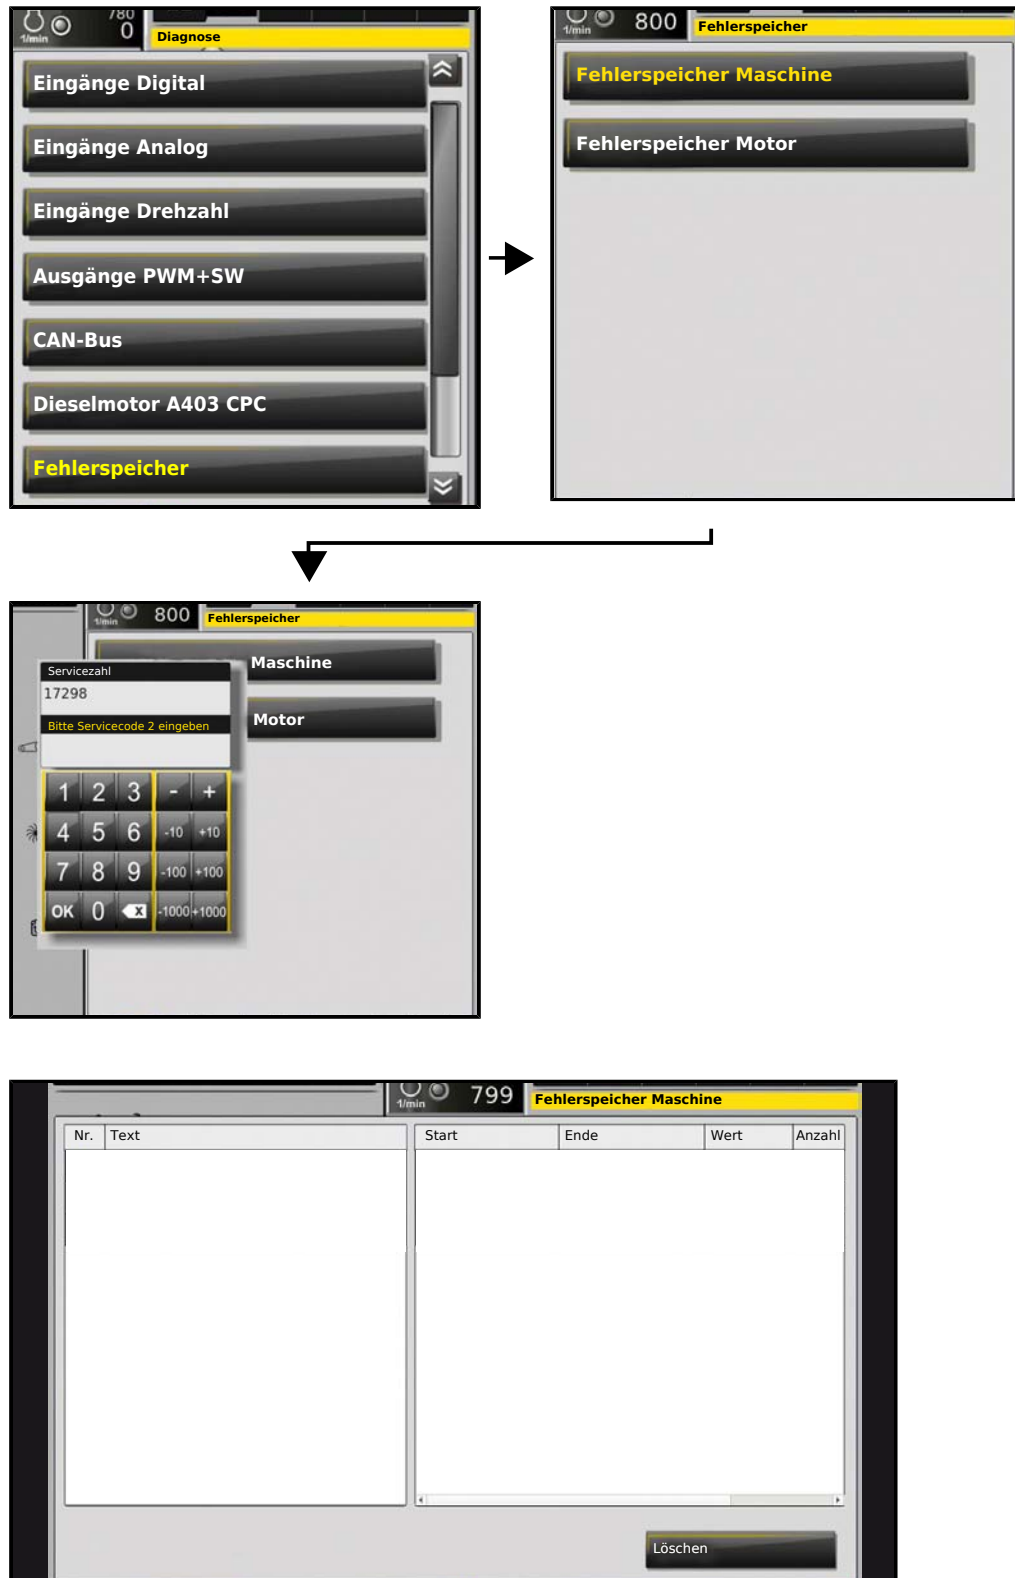 780
1/min
0
Diagnose
Eingänge Digital
Eingänge Analog
Eingänge Drehzahl
Ausgänge PWM+SW
CAN-Bus
Dieselmotor A403 CPC
Fehlerspeicher
1/min
800
Fehlerspeicher
Fehlerspeicher Maschine
Fehlerspeicher Motor
1/min
800
Fehlerspeicher
Maschine
Motor
Servicezahl
17298
Bitte Servicecode 2 eingeben
1 2 3 - +
4 5 6 -10 +10
7 8 9 -100 +100
OK 0 X -1000 +1000
1/min
799
Fehlerspeicher Maschine
Nr. Text Start Ende Wert Anzahl
Löschen